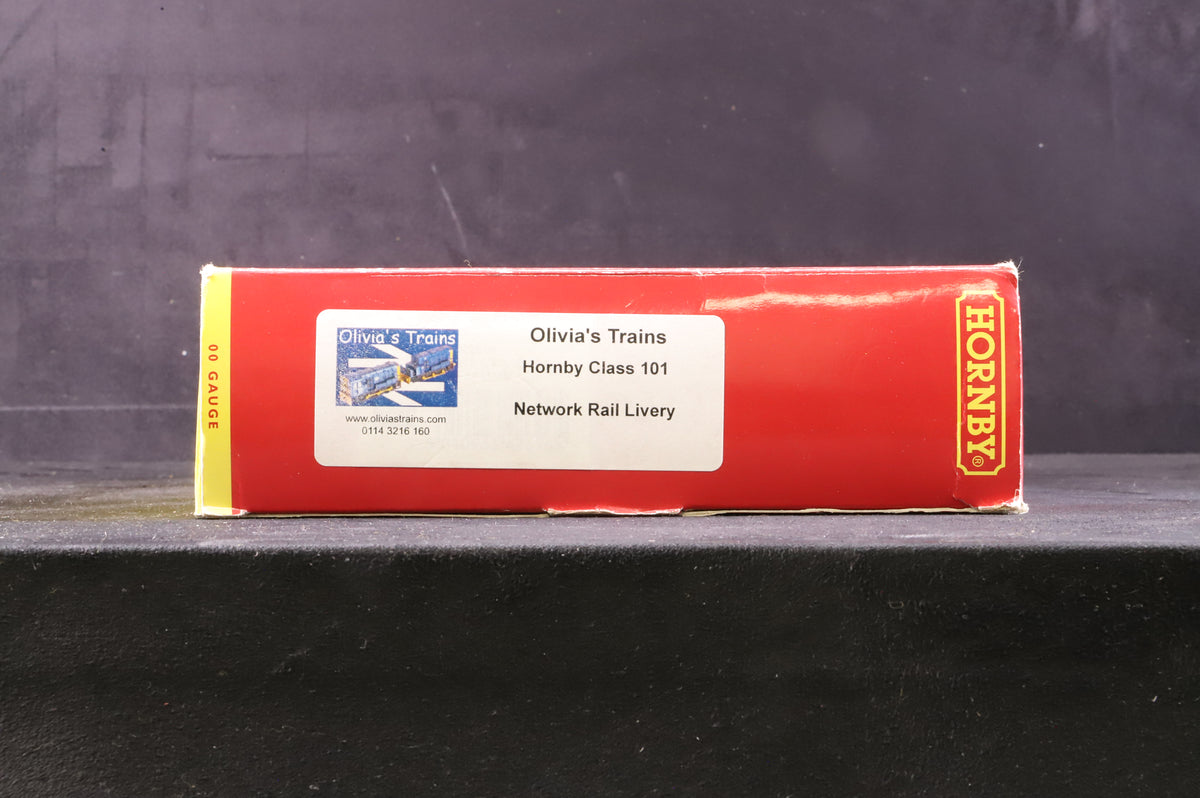 00 GAUGE
Olivia's Trains
www.oliviastrains.com
0114 3216 160
Olivia's Trains
Hornby Class 101
Network Rail Livery
HORNBY®